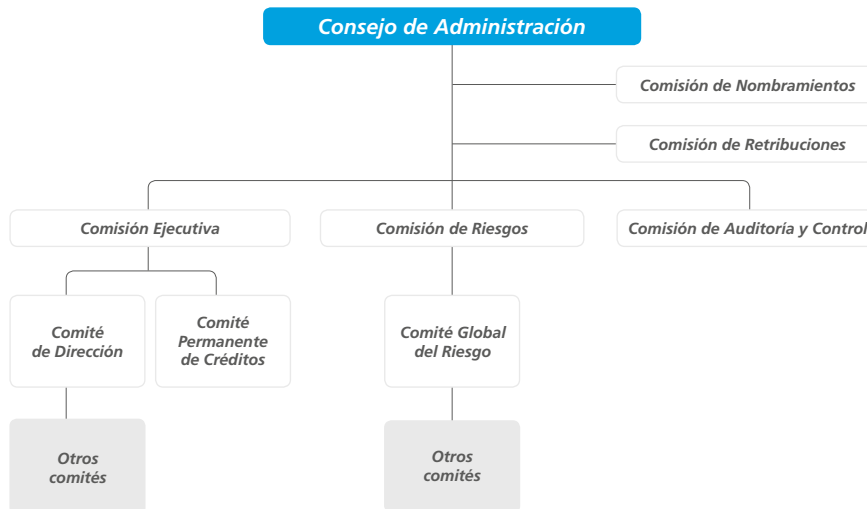 Consejo de Administración
Comisión de Nombramientos
Comisión de Retribuciones
Comisión Ejecutiva
Comisión de Riesgos
Comisión de Auditoría y Control
Comité
de Dirección
Comité
Permanente
de Créditos
Comité Global
del Riesgo
Otros
comités
Otros
comités